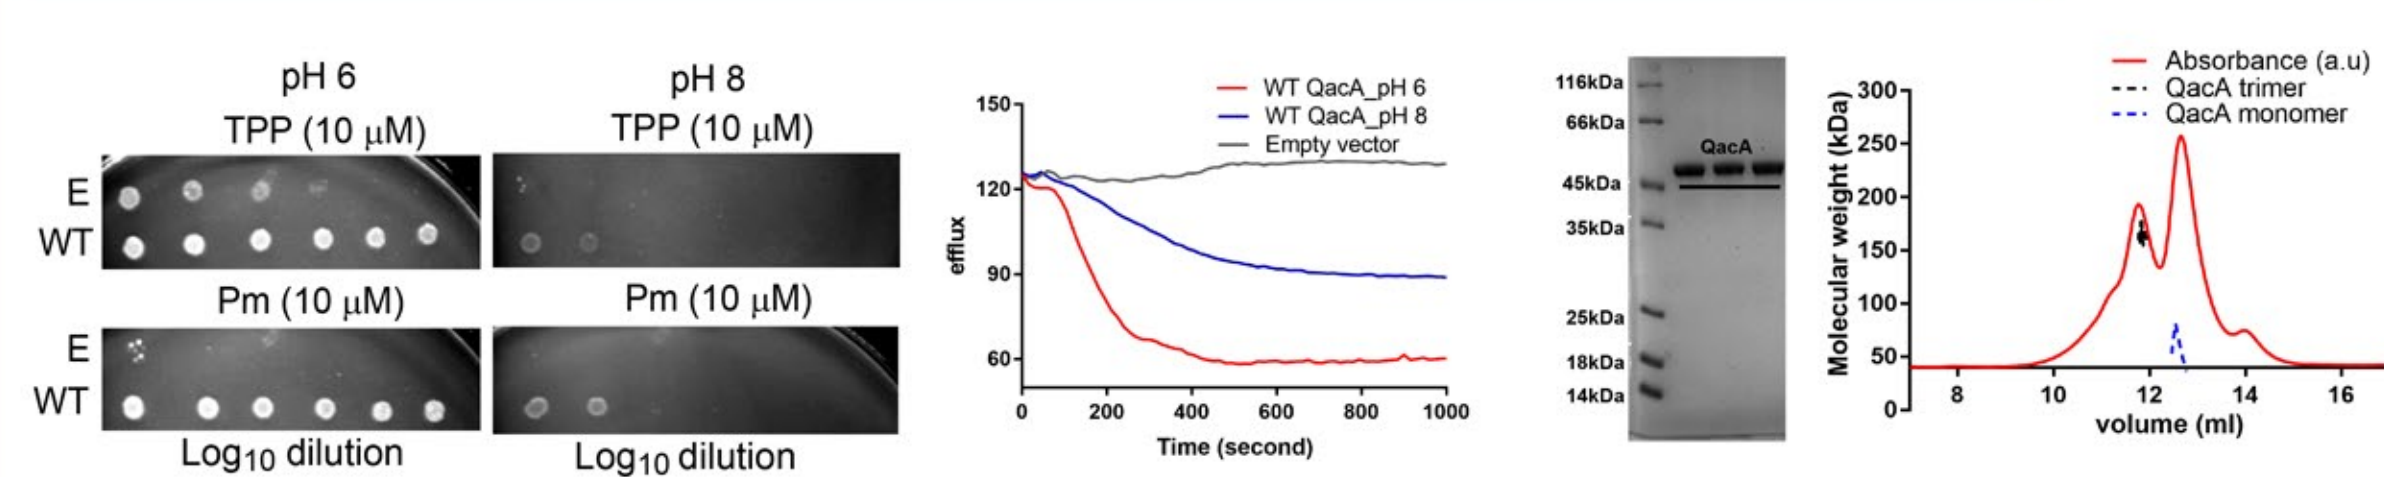 pH 6
TPP (10 µM)
E
WT
Pm (10 µM)
E
WT
Log10 dilution
pH 8
TPP (10 µM)
Pm (10 µM)
Log10 dilution
150
120
90
60
efflux
0 200 400 600 800 1000
Time (second)
WT QacA_pH 6
WT QacA_pH 8
Empty vector
116kDa
66kDa
45kDa
35kDa
25kDa
18kDa
14kDa
QacA
Absorbance (a.u)
QacA trimer
QacA monomer
Molecular weight (kDa)
300
250
200
150
100
50
0
8 10 12 14 16
volume (ml)